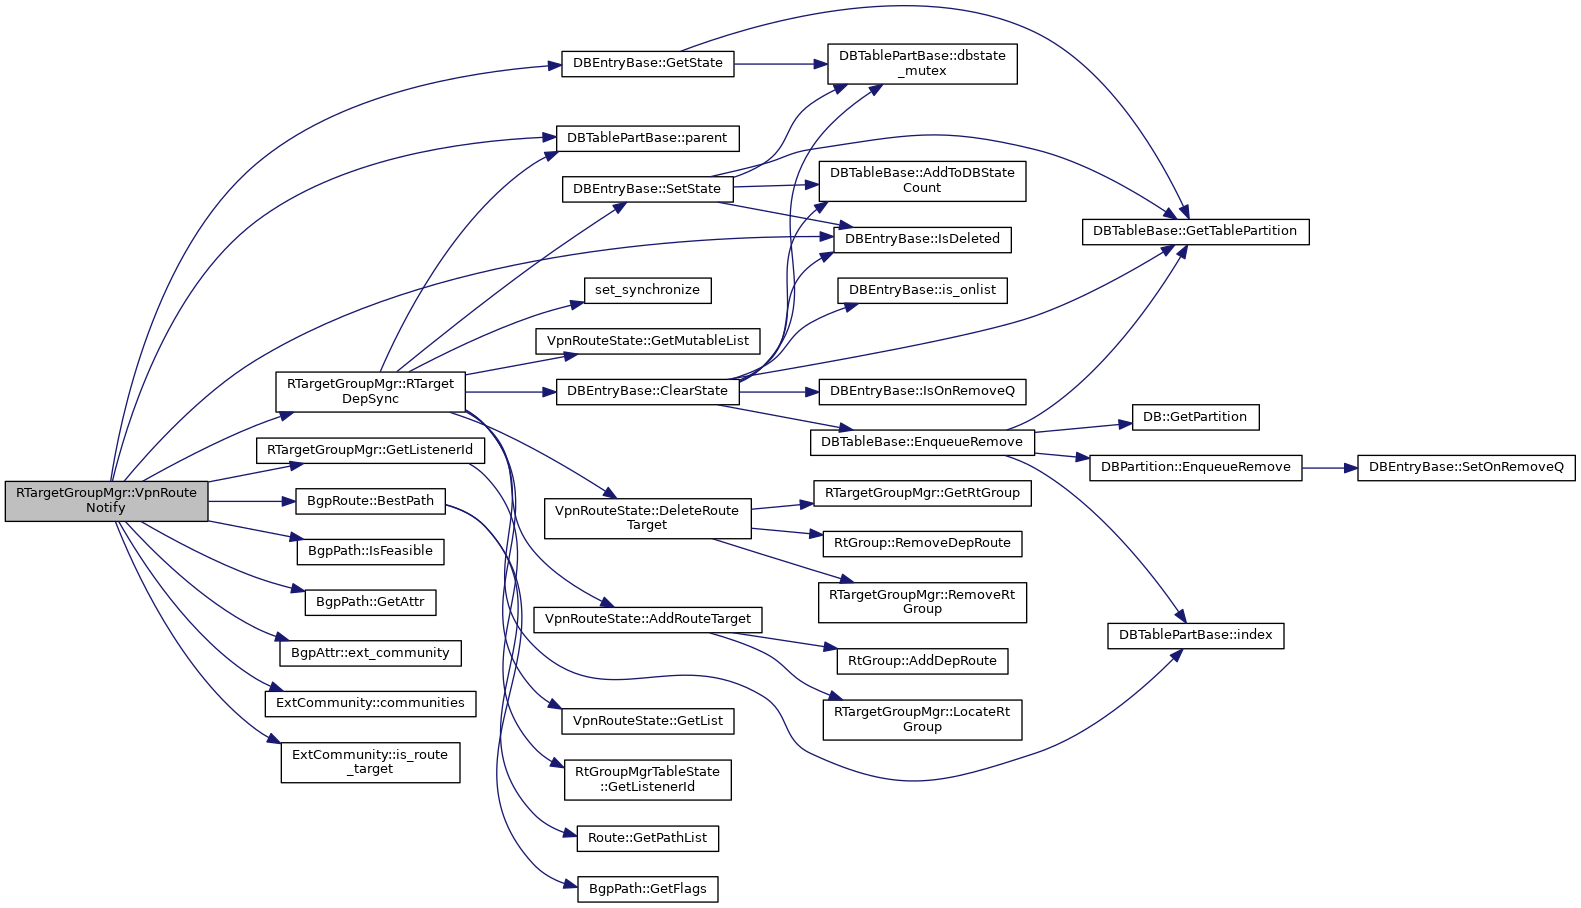 RTargetGroupMgr::VpnRoute
Notify
DBEntryBase::GetState
DBTablePartBase::parent
RTargetGroupMgr::RTarget
DepSync
RTargetGroupMgr::GetListenerId
BgpRoute::BestPath
BgpPath::IsFeasible
BgpPath::GetAttr
BgpAttr::ext_community
ExtCommunity::communities
ExtCommunity::is_route
_target
DBEntryBase::SetState
set_synchronize
VpnRouteState::GetMutableList
DBEntryBase::ClearState
VpnRouteState::DeleteRoute
Target
VpnRouteState::AddRouteTarget
VpnRouteState::GetList
RtGroupMgrTableState
::GetListenerId
Route::GetPathList
BgpPath::GetFlags
DBTablePartBase::dbstate
_mutex
DBTableBase::AddToDBState
Count
DBEntryBase::IsDeleted
DBEntryBase::is_onlist
DBEntryBase::IsOnRemoveQ
DBTableBase::EnqueueRemove
RTargetGroupMgr::GetRtGroup
RtGroup::RemoveDepRoute
RTargetGroupMgr::RemoveRt
Group
RtGroup::AddDepRoute
RTargetGroupMgr::LocateRt
Group
DBTableBase::GetTablePartition
DB::GetPartition
DBPartition::EnqueueRemove
DBTablePartBase::index
DBEntryBase::SetOnRemoveQ